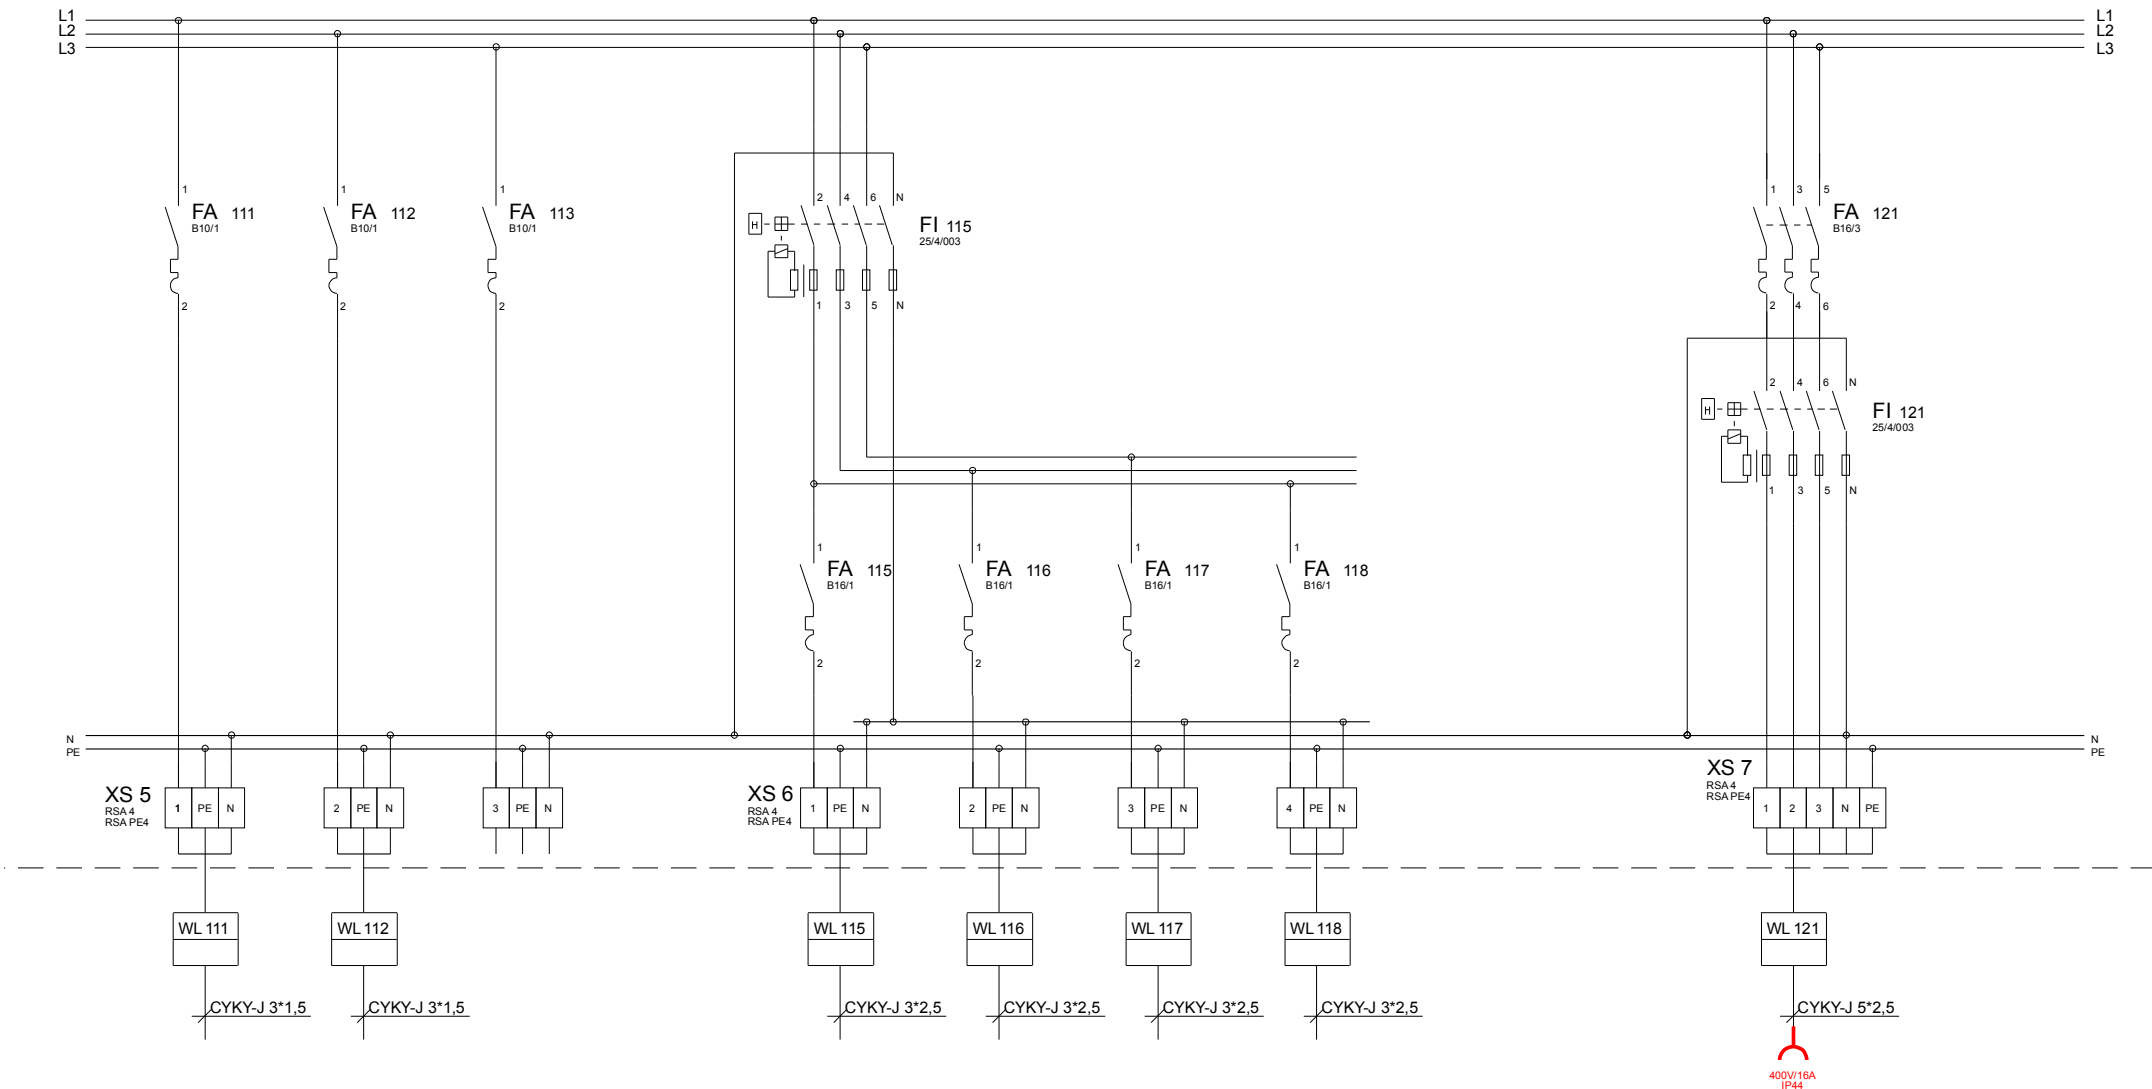 L1 L1
L2 L2
L3 L3
1 1 1 2 4 6 N 1 3 5
FA 111 FA 112 FA 113 FI 115 FA 121
B10/1 B10/1 B10/1 25/4/003 B16/3
H
2 2 2 1 3 5 N 2 4 6
2 4 6 N
H FI 121
25/4/003
1 3 5 N
1 1 1 1
FA 115 FA 116 FA 117 FA 118
B16/1 B16/1 B16/1 B16/1
2 2 2 2
N N
PE PE
XS 5 XS 6 XS 7
RSA 4 RSA 4 RSA 4
RSA PE4 RSA PE4 RSA PE4
1 PE N 2 PE N 3 PE N 1 PE N 2 PE N 3 PE N 4 PE N 1 2 3 N PE
WL 111 WL 112 WL 115 WL 116 WL 117 WL 118 WL 121
CYKY-J 3*1,5 CYKY-J 3*1,5 CYKY-J 3*2,5 CYKY-J 3*2,5 CYKY-J 3*2,5 CYKY-J 3*2,5 CYKY-J 5*2,5
400V/16A
IP44